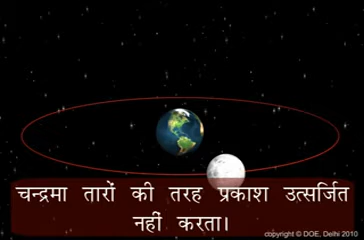 चन्द्रमा तारों की तरह प्रकाश उत्सर्जित
नहीं करता।
copyright © DOE, Delhi 2010